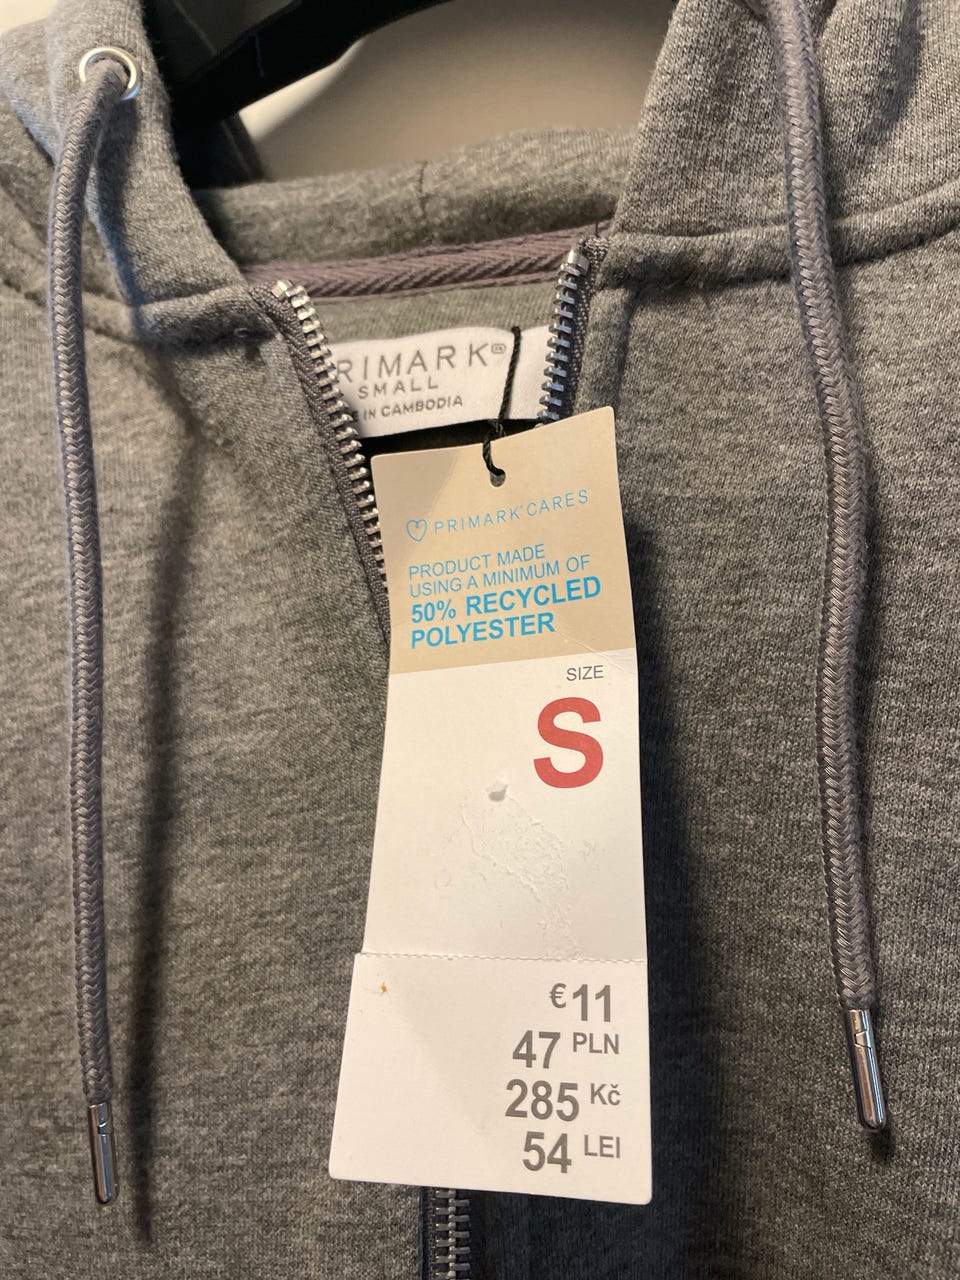 RIMARK®
SMALL
E IN CAMBODIA
PRIMARK® CARES
PRODUCT MADE
USING A MINIMUM OF
50% RECYCLED
POLYESTER
SIZE
S
€11
47 PLN
285 Kč
54 LEI